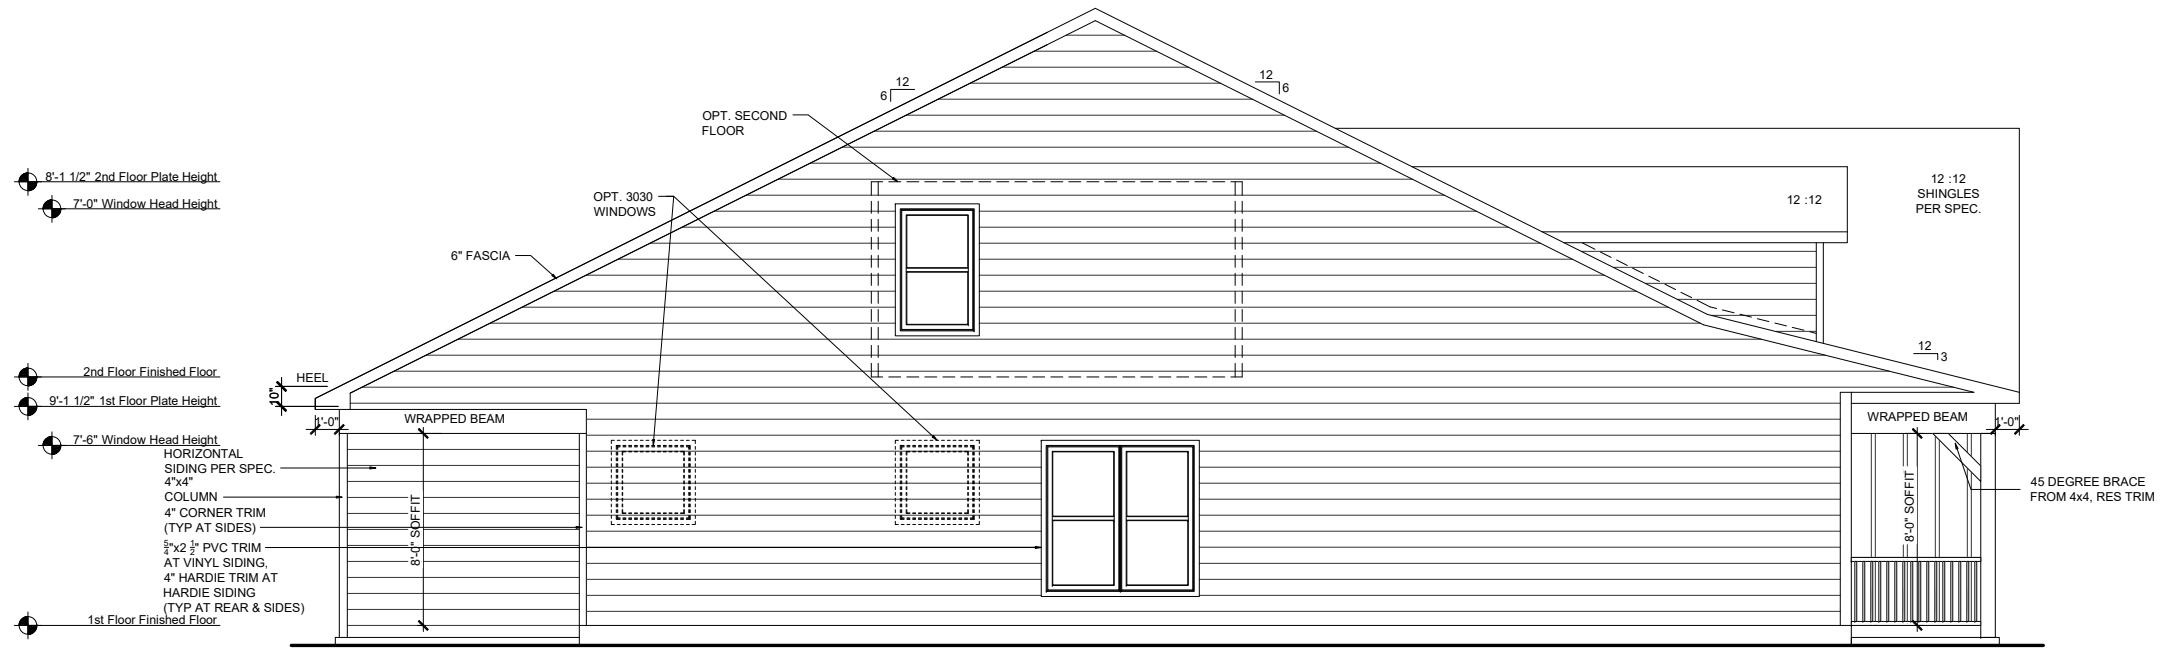 12
6
12
6
OPT. SECOND
FLOOR
8'-1 1/2" 2nd Floor Plate Height
7'-0" Window Head Height
OPT. 3030
WINDOWS
12 :12
12 :12
SHINGLES
PER SPEC.
6" FASCIA
12
3
2nd Floor Finished Floor
HEEL
10"
9'-1 1/2" 1st Floor Plate Height
1'-0"
WRAPPED BEAM
WRAPPED BEAM
1'-0"
7'-6" Window Head Height
HORIZONTAL
SIDING PER SPEC.
4"x4"
COLUMN
4" CORNER TRIM
(TYP AT SIDES)
5/4"x2 1/2" PVC TRIM
AT VINYL SIDING,
4" HARDIE TRIM AT
HARDIE SIDING
(TYP AT REAR & SIDES)
8'-0" SOFFIT
8'-0" SOFFIT
45 DEGREE BRACE
FROM 4x4, RES TRIM
1st Floor Finished Floor